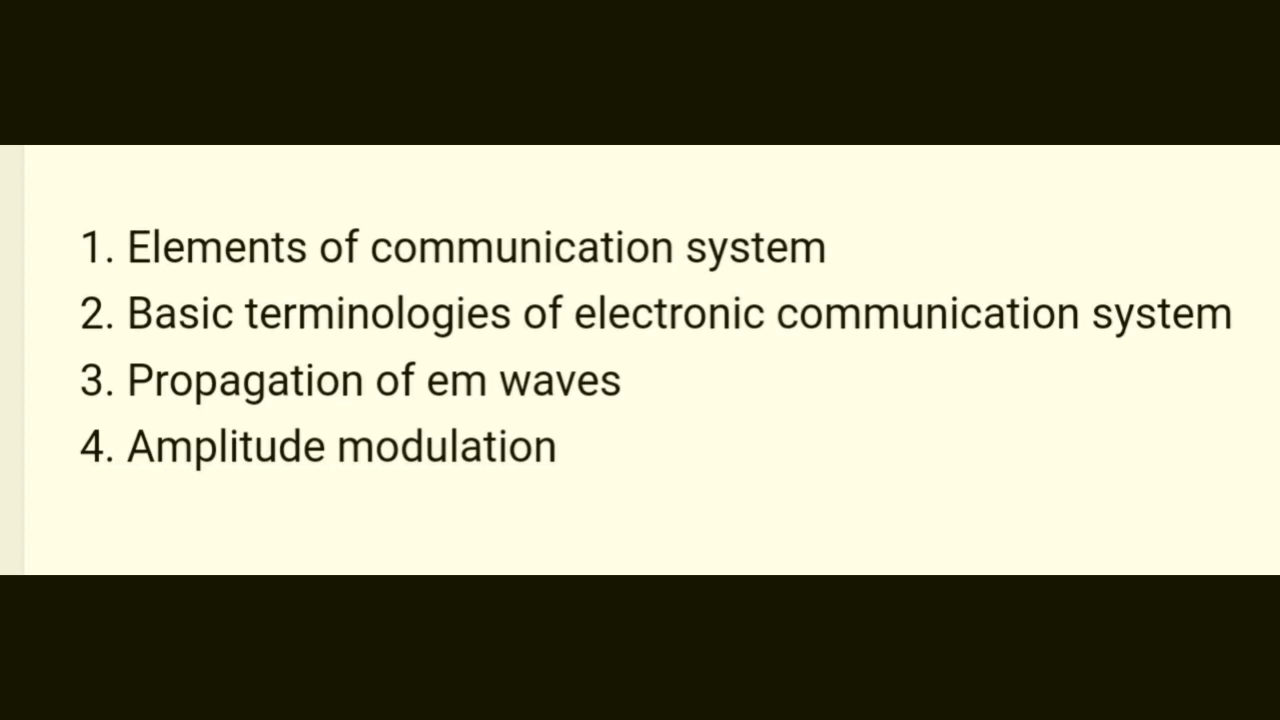 1. Elements of communication system
2. Basic terminologies of electronic communication system
3. Propagation of em waves
4. Amplitude modulation